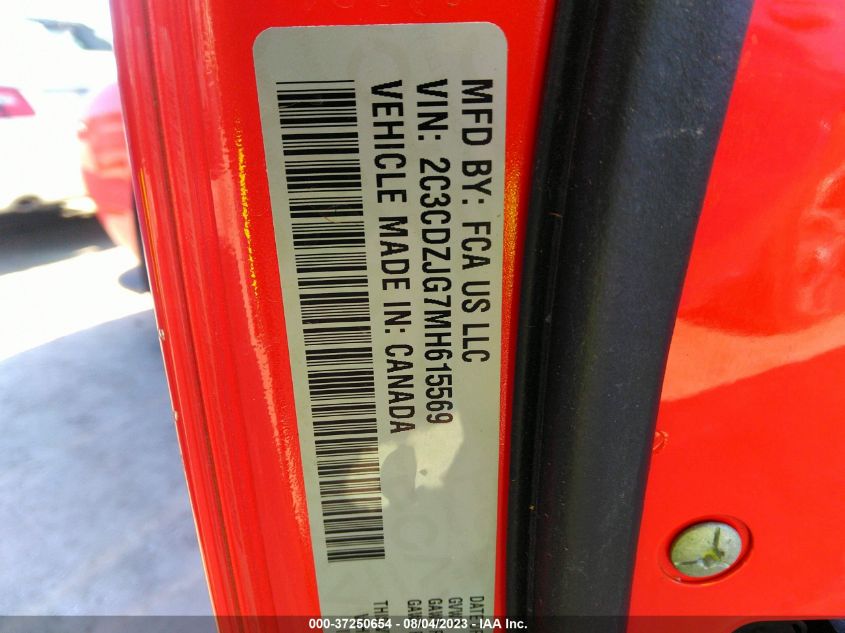 MFD BY: FCA US LLC
VIN: 2C3CDZJG7MH615569
VEHICLE MADE IN: CANADA
000-37250654 - 08/04/2023 - IAA Inc.